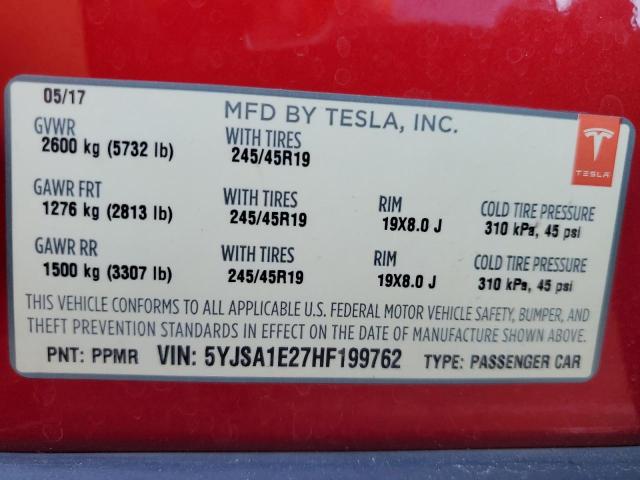 05/17
MFD BY TESLA, INC.
GVWR
WITH TIRES
2600 kg (5732 lb)
245/45R19
TESLA
GAWR FRT
WITH TIRES
RIM
COLD TIRE PRESSURE
1276 kg (2813 lb)
245/45R19
19X8.0 J
310 kPa, 45 psi
GAWR RR
WITH TIRES
RIM
COLD TIRE PRESSURE
1500 kg (3307 lb)
245/45R19
19X8.0 J
310 kPa, 45 psi
THIS VEHICLE CONFORMS TO ALL APPLICABLE U.S. FEDERAL MOTOR VEHICLE SAFETY, BUMPER, AND
THEFT PREVENTION STANDARDS IN EFFECT ON THE DATE OF MANUFACTURE SHOWN ABOVE.
PNT: PPMR VIN: 5YJSA1E27HF199762 TYPE: PASSENGER CAR